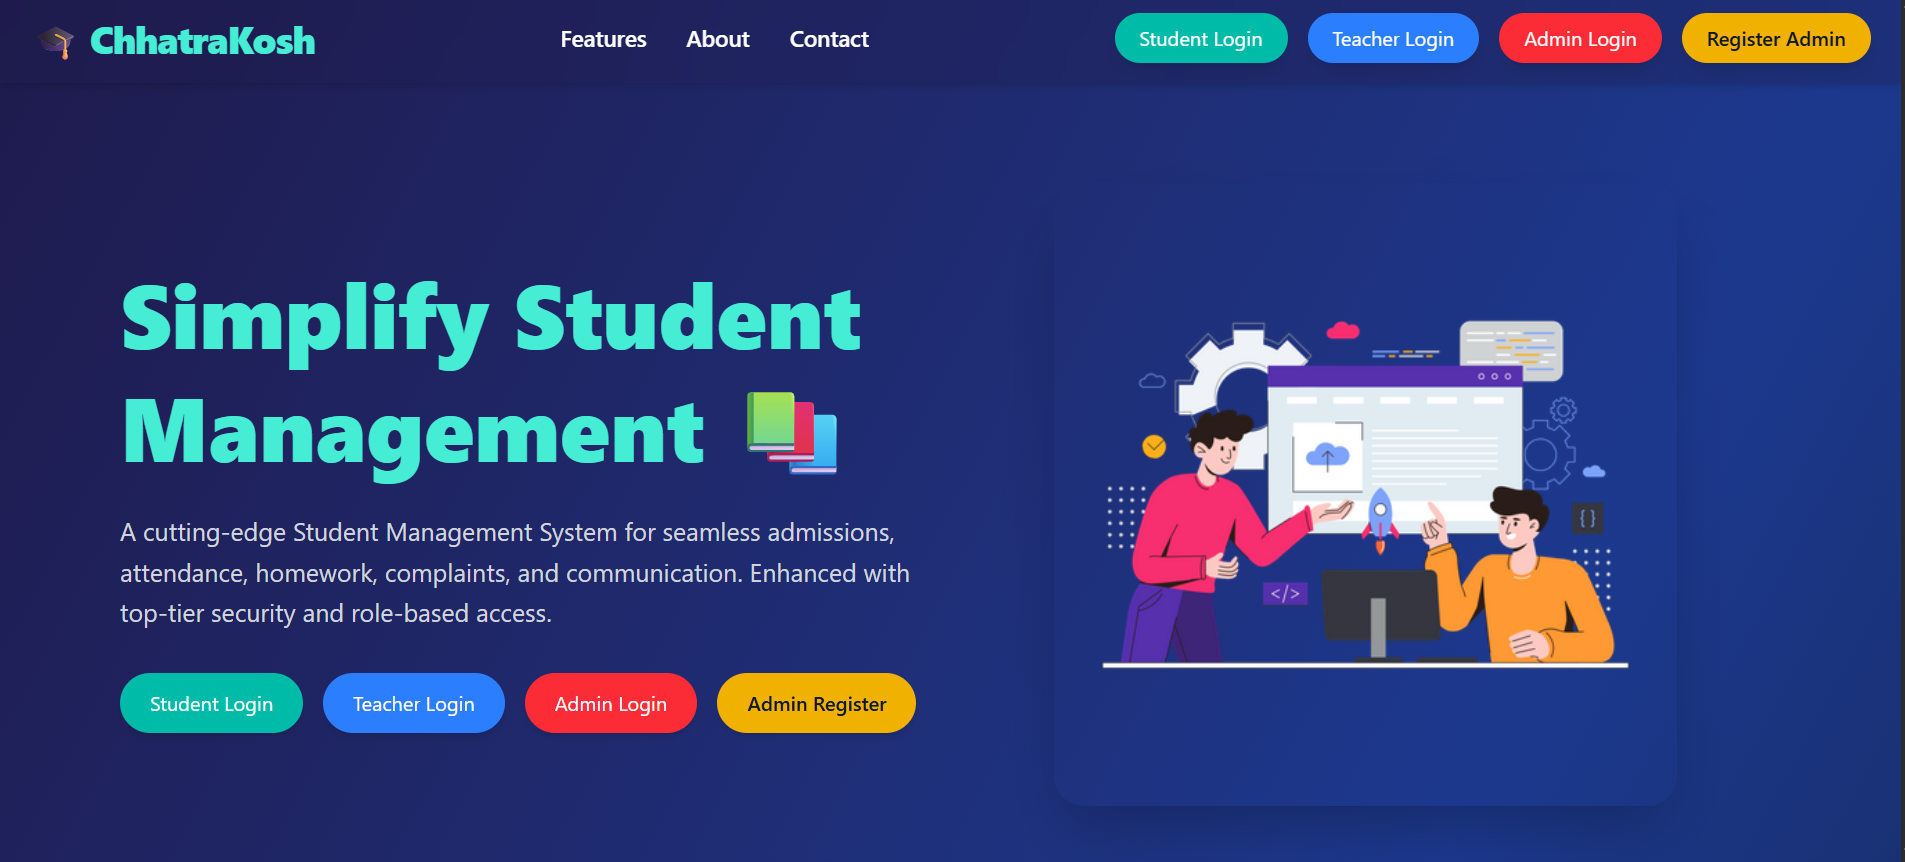 ChhatraKosh
Features About Contact
Student Login Teacher Login Admin Login Register Admin
Simplify Student
Management
A cutting-edge Student Management System for seamless admissions,
attendance, homework, complaints, and communication. Enhanced with
top-tier security and role-based access.
Student Login Teacher Login Admin Login Admin Register
{ }
</>